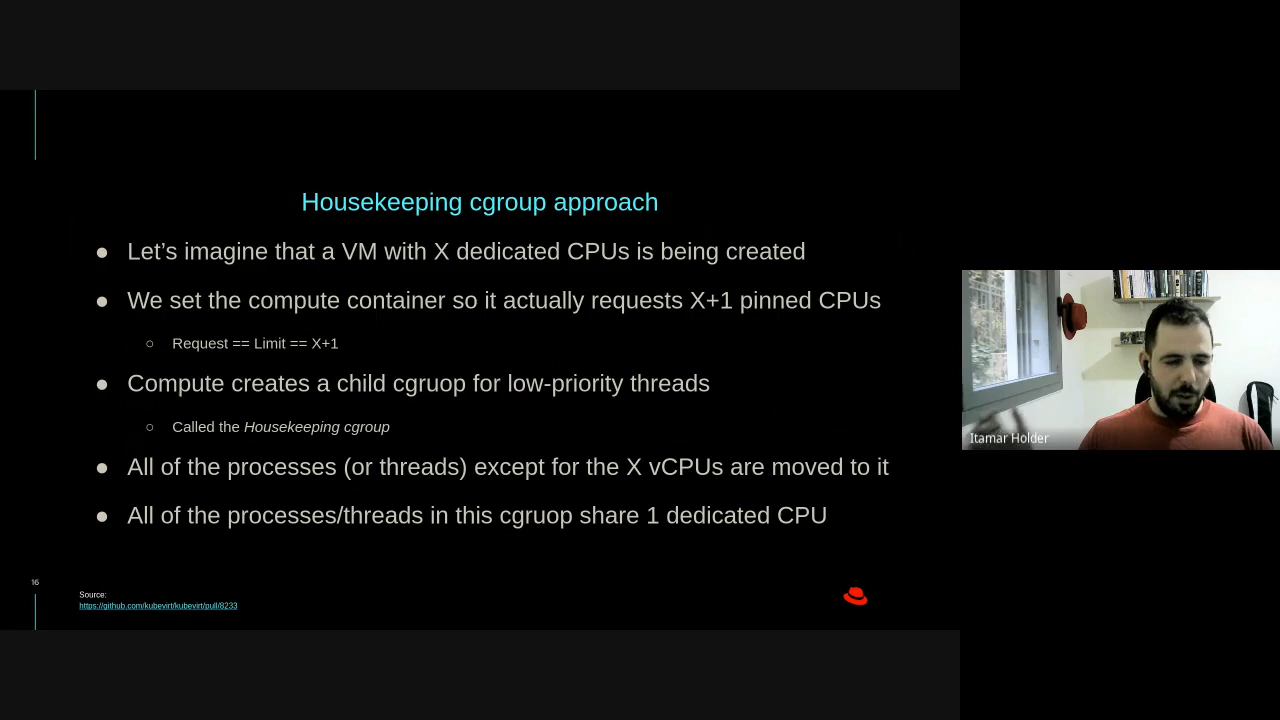 Housekeeping cgroup approach
● Let’s imagine that a VM with X dedicated CPUs is being created
● We set the compute container so it actually requests X+1 pinned CPUs
○ Request == Limit == X+1
● Compute creates a child cgruop for low-priority threads
○ Called the Housekeeping cgroup
● All of the processes (or threads) except for the X vCPUs are moved to it
● All of the processes/threads in this cgruop share 1 dedicated CPU
16
Source:
https://github.com/kubevirt/kubevirt/pull/8233
Itamar Holder